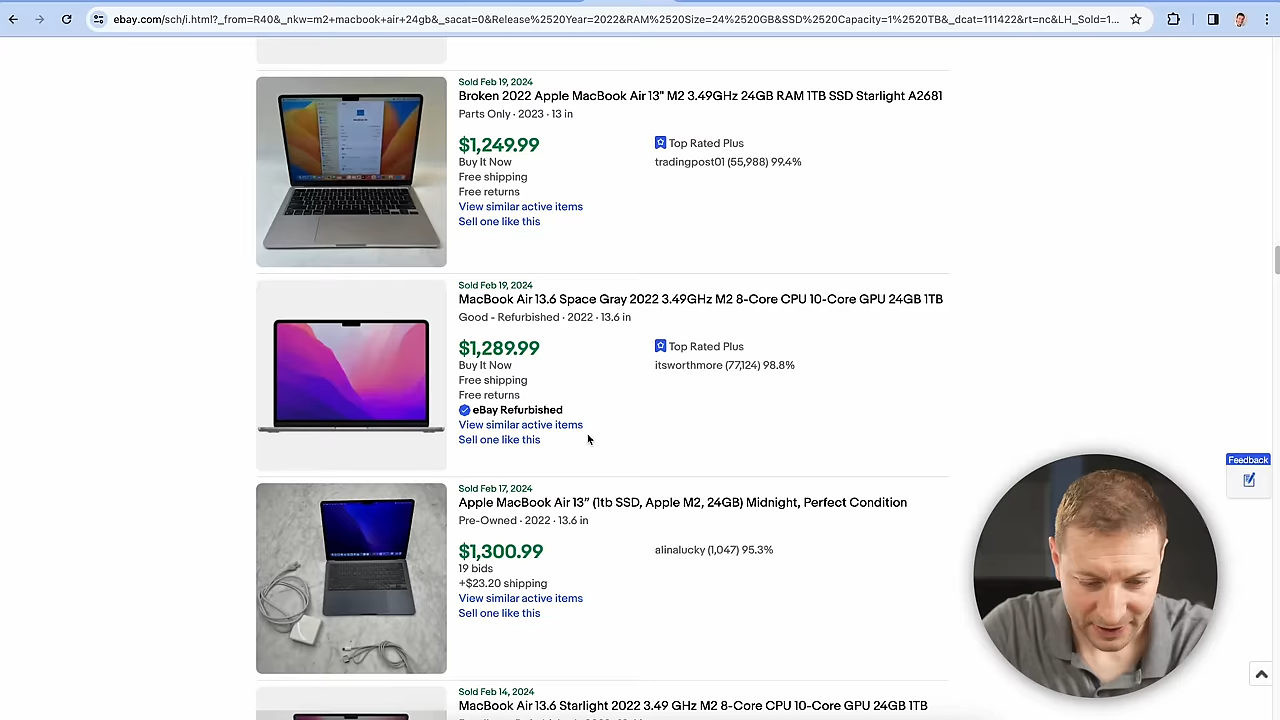 ebay.com/sch/i.html?_from=R40&_nkw=m2+macbook+air+24gb&_sacat=0&Release%2520Year=2022&RAM%2520Size=24%2520GB&SSD%2520Capacity=1%2520TB&_dcat=111422&rt=nc&LH_Sold=1...
Sold Feb 19, 2024
Broken 2022 Apple MacBook Air 13" M2 3.49GHz 24GB RAM 1TB SSD Starlight A2681
Parts Only · 2023 · 13 in
$1,249.99
Top Rated Plus
Buy It Now
tradingpost01 (55,988) 99.4%
Free shipping
Free returns
View similar active items
Sell one like this
Sold Feb 19, 2024
MacBook Air 13.6 Space Gray 2022 3.49GHz M2 8-Core CPU 10-Core GPU 24GB 1TB
Good - Refurbished · 2022 · 13.6 in
$1,289.99
Top Rated Plus
Buy It Now
itsworthmore (77,124) 98.8%
Free shipping
Free returns
eBay Refurbished
View similar active items
Sell one like this
Feedback
Sold Feb 17, 2024
Apple MacBook Air 13” (1tb SSD, Apple M2, 24GB) Midnight, Perfect Condition
Pre-Owned · 2022 · 13.6 in
$1,300.99
alinalucky (1,047) 95.3%
19 bids
+$23.20 shipping
View similar active items
Sell one like this
Sold Feb 14, 2024
MacBook Air 13.6 Starlight 2022 3.49 GHz M2 8-Core CPU 10-Core GPU 24GB 1TB